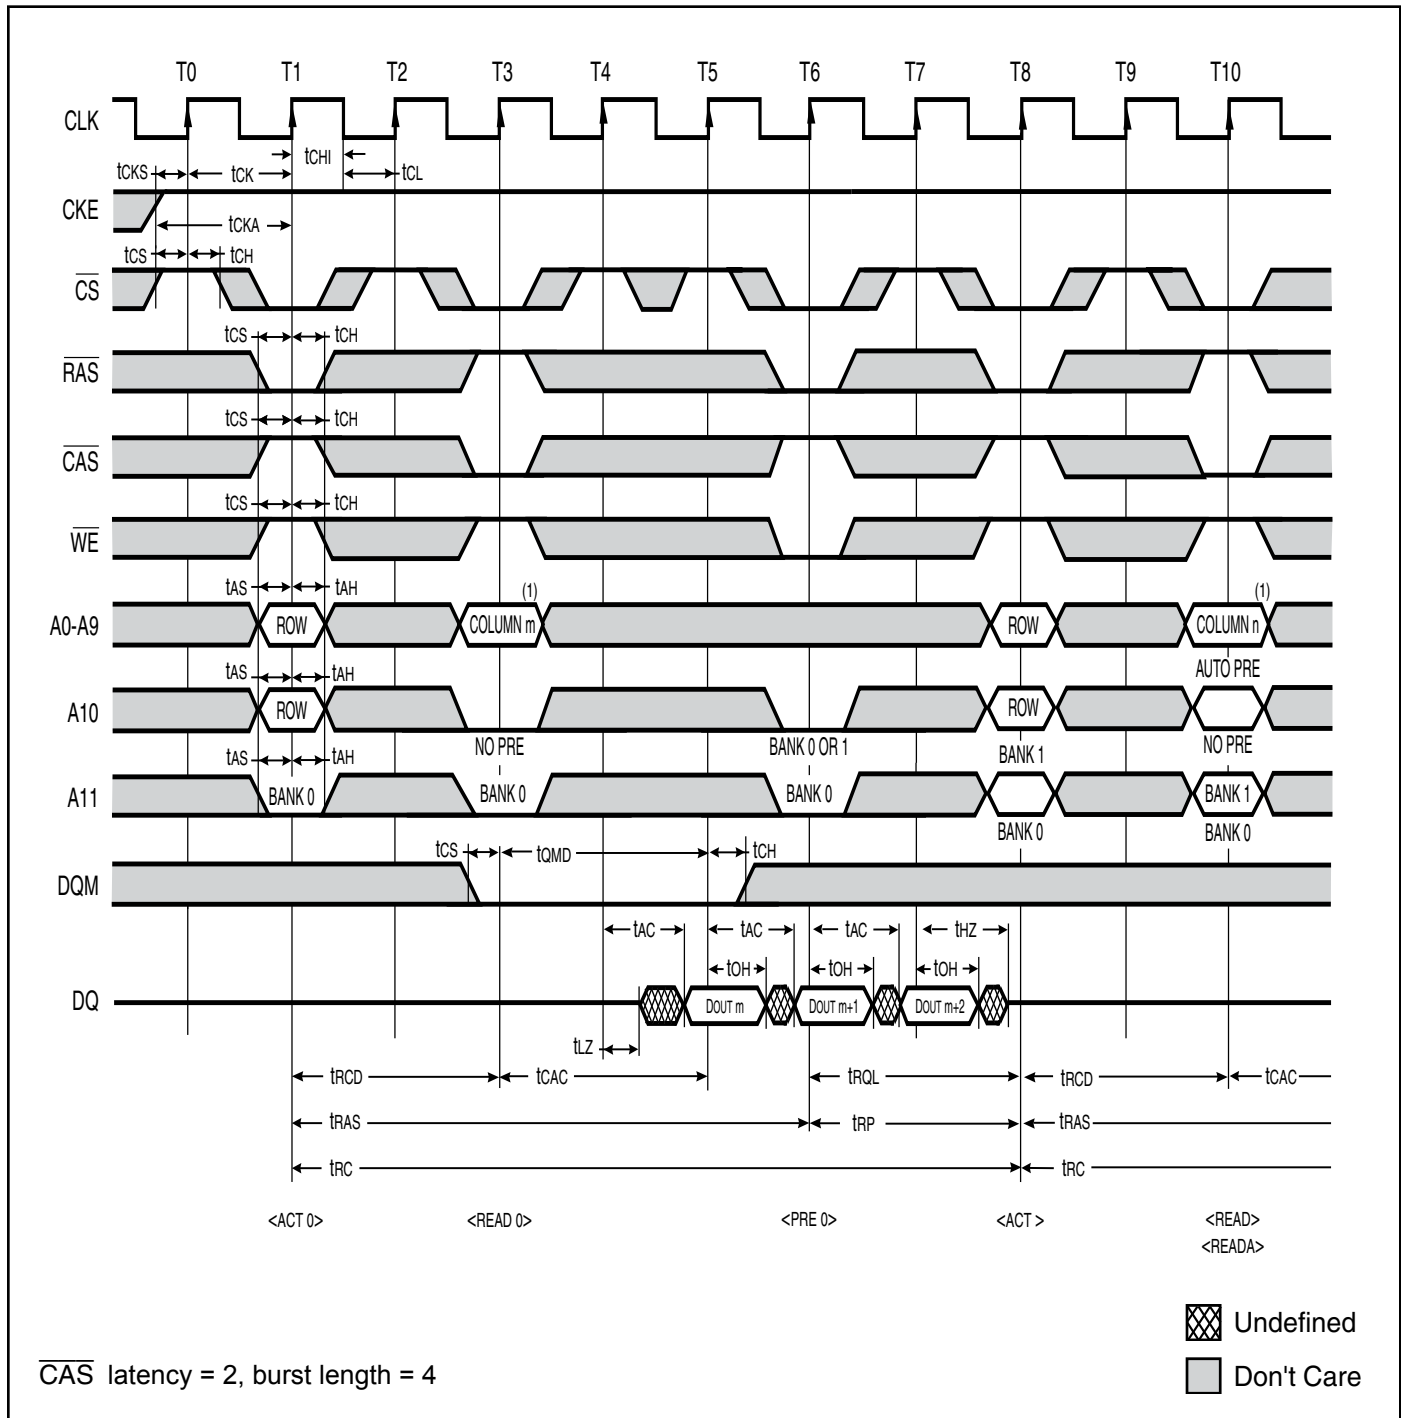 T0 T1 T2 T3 T4 T5 T6 T7 T8 T9 T10
CLK
tCHI
tCKS tCK tCL
CKE
tCKA
tCS tCH
CS
tCS tCH
RAS
tCS tCH
CAS
tCS tCH
WE
tAS tAH (1) (1)
A0-A9 ROW COLUMN m ROW COLUMN n
tAS tAH AUTO PRE
A10 ROW ROW
NO PRE BANK 0 OR 1 BANK 1 NO PRE
tAS tAH
A11 BANK 0 BANK 0 BANK 0 BANK 1
BANK 0 BANK 0
tCS tQMD tCH
DQM
tAC tAC tAC tHZ
tOH tOH tOH
DQ DOUT m DOUT m+1 DOUT m+2
tLZ
tRCD tCAC tRQL tRCD tCAC
tRAS tRP tRAS
tRC tRC
<ACT 0> <READ 0> <PRE 0> <ACT > <READ>
<READA>
Undefined
CAS latency = 2, burst length = 4 Don't Care